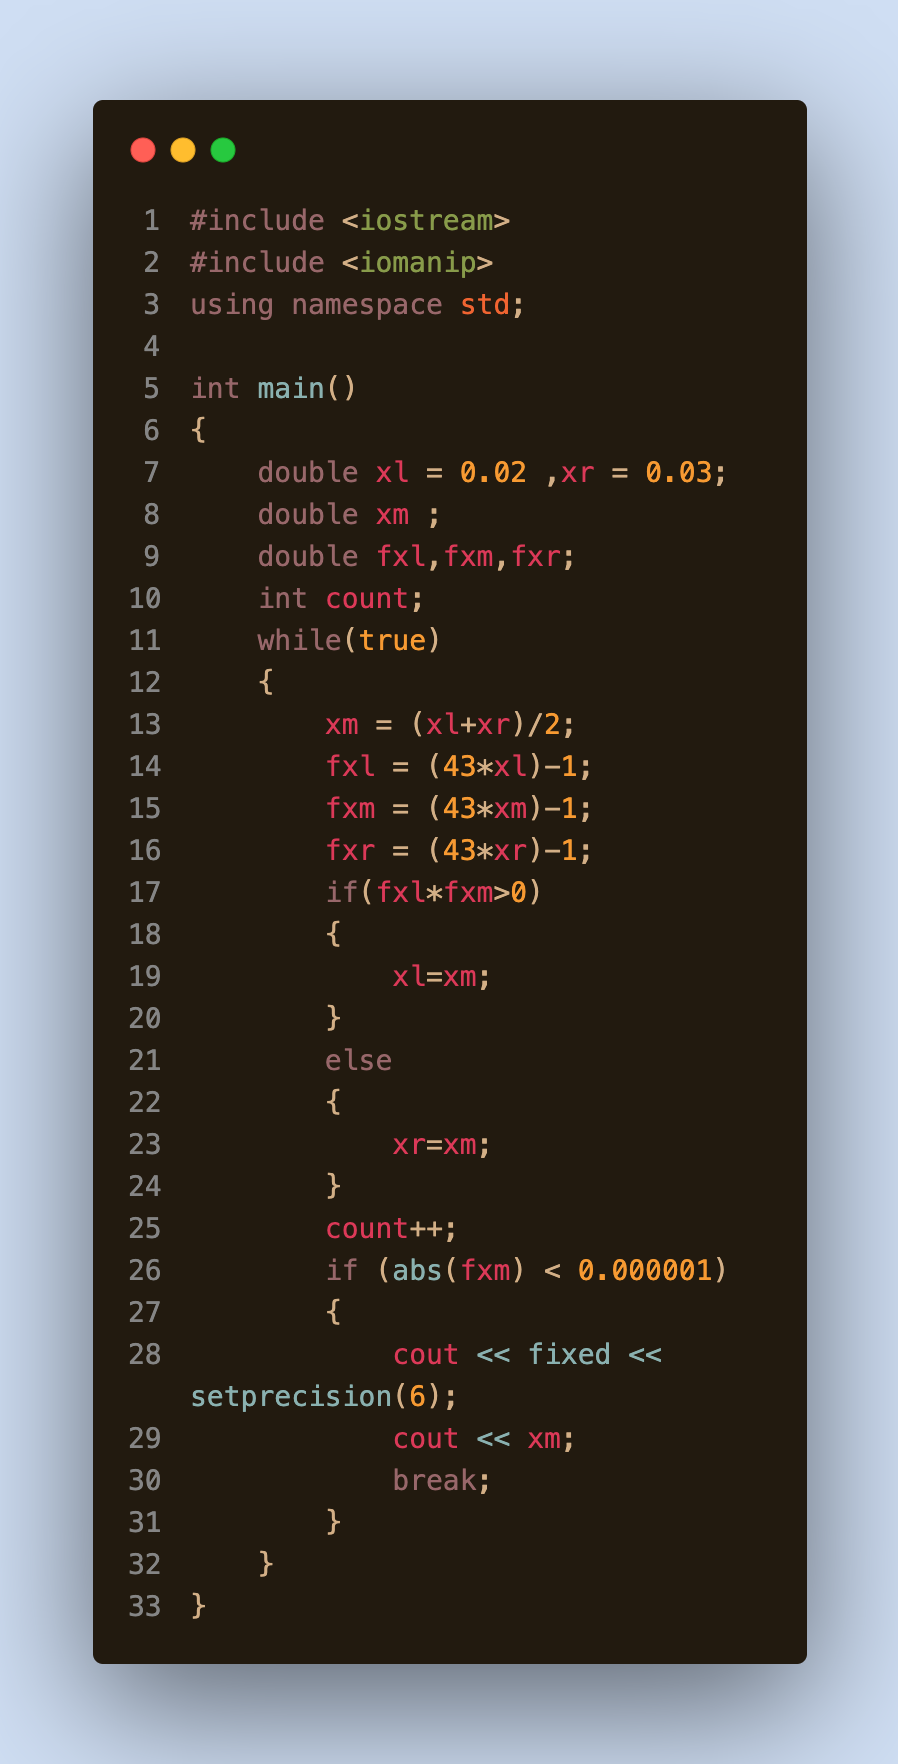 1 #include <iostream>
2 #include <iomanip>
3 using namespace std;
4
5 int main()
6 {
7     double xl = 0.02 ,xr = 0.03;
8     double xm ;
9     double fxl,fxm,fxr;
10     int count;
11     while(true)
12     {
13         xm = (xl+xr)/2;
14         fxl = (43*xl)-1;
15         fxm = (43*xm)-1;
16         fxr = (43*xr)-1;
17         if(fxl*fxm>0)
18         {
19             xl=xm;
20         }
21         else
22         {
23             xr=xm;
24         }
25         count++;
26         if (abs(fxm) < 0.000001)
27         {
28             cout << fixed <<
setprecision(6);
29             cout << xm;
30             break;
31         }
32     }
33 }